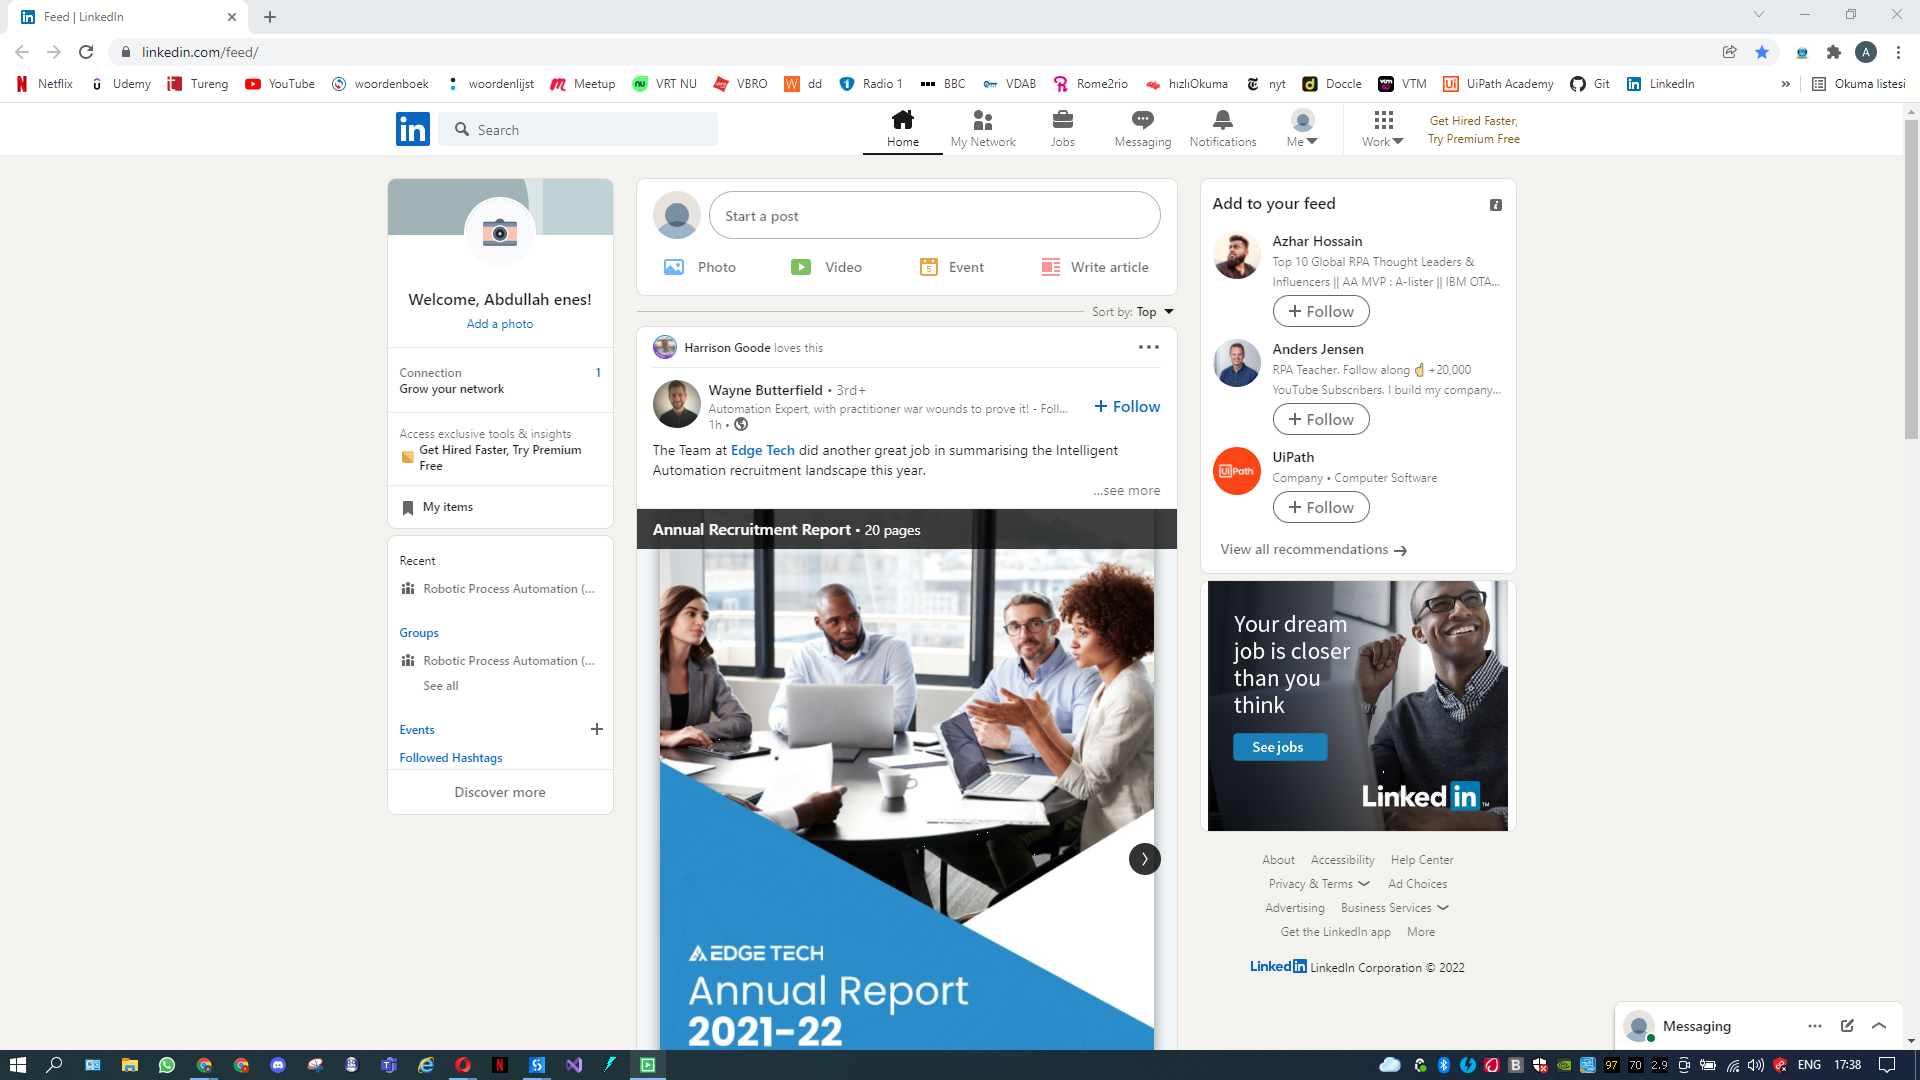 Feed | LinkedIn
linkedin.com/feed/
A
Netflix
Udemy
Tureng
YouTube
woordenboek
woordenlijst
Meetup
VRT NU
VBRO
dd
Radio 1
BBC
VDAB
Rome2rio
hızlıOkuma
nyt
Doccle
VTM
UiPath Academy
Git
LinkedIn
»
Okuma listesi
in
Search
Home
My Network
Jobs
Messaging
Notifications
Me
Work
Get Hired Faster,
Try Premium Free
Welcome, Abdullah enes!
Add a photo
Connection 1
Grow your network
Access exclusive tools & insights
Get Hired Faster, Try Premium
Free
My items
Recent
Robotic Process Automation (...
Groups
Robotic Process Automation (...
See all
Events
Followed Hashtags
Discover more
Start a post
Photo
Video
Event
Write article
Sort by: Top
Harrison Goode loves this
Wayne Butterfield • 3rd+
Automation Expert, with practitioner war wounds to prove it! - Foll...
1h •
+ Follow
The Team at Edge Tech did another great job in summarising the Intelligent
Automation recruitment landscape this year.
...see more
Annual Recruitment Report • 20 pages
EDGE TECH
Annual Report
2021-22
Add to your feed
Azhar Hossain
Top 10 Global RPA Thought Leaders &
Influencers || AA MVP : A-lister || IBM OTA...
+ Follow
Anders Jensen
RPA Teacher. Follow along ☝ +20,000
YouTube Subscribers. I build my company...
+ Follow
UiPath
UiPath
Company • Computer Software
+ Follow
View all recommendations →
Your dream
job is closer
than you
think
See jobs
LinkedIn ™
About
Accessibility
Help Center
Privacy & Terms
Ad Choices
Advertising
Business Services
Get the LinkedIn app
More
LinkedIn LinkedIn Corporation © 2022
Messaging
97
70
2.9
ENG
17:38